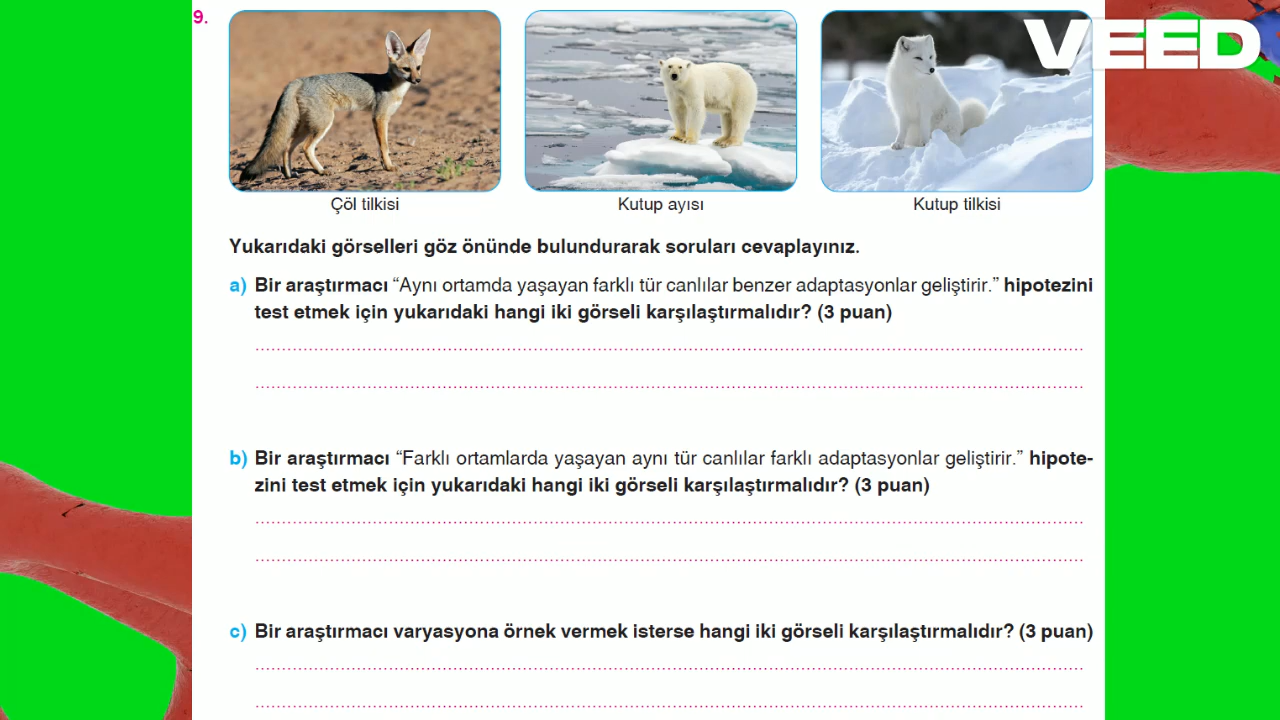 9.
VEED
Çöl tilkisi
Kutup ayısı
Kutup tilkisi
Yukarıdaki görselleri göz önünde bulundurarak soruları cevaplayınız.
a) Bir araştırmacı “Aynı ortamda yaşayan farklı tür canlılar benzer adaptasyonlar geliştirir.” hipotezini
test etmek için yukarıdaki hangi iki görseli karşılaştırmalıdır? (3 puan)
b) Bir araştırmacı “Farklı ortamlarda yaşayan aynı tür canlılar farklı adaptasyonlar geliştirir.” hipote-
zini test etmek için yukarıdaki hangi iki görseli karşılaştırmalıdır? (3 puan)
c) Bir araştırmacı varyasyona örnek vermek isterse hangi iki görseli karşılaştırmalıdır? (3 puan)